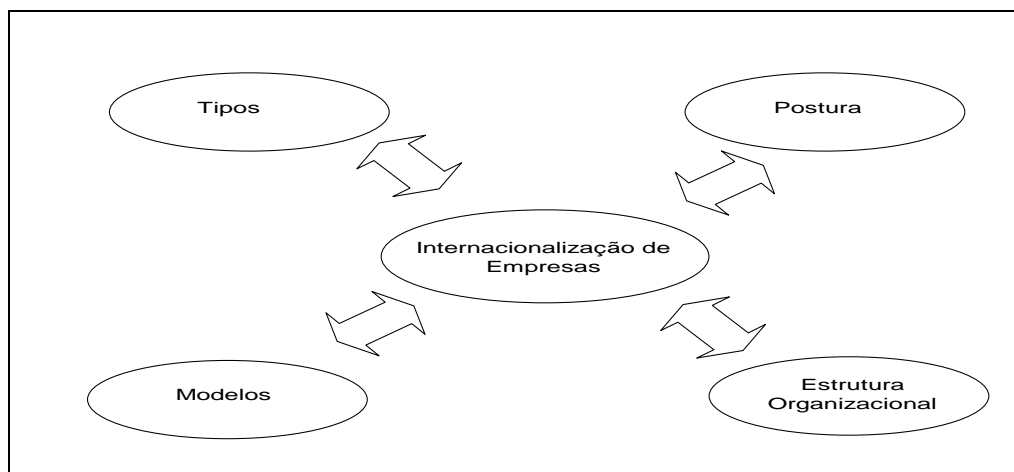 Tipos
Postura
Internacionalização de
Empresas
Modelos
Estrutura
Organizacional